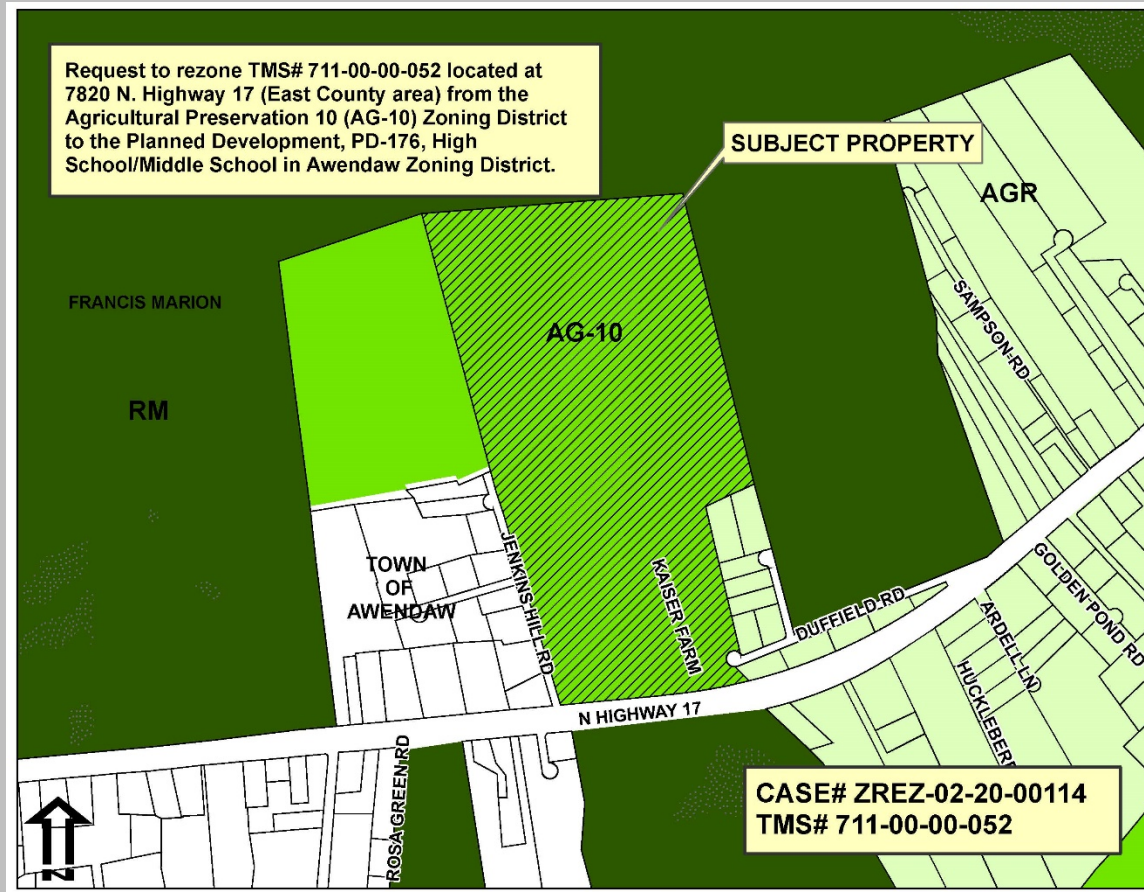 Request to rezone TMS# 711-00-00-052 located at
7820 N. Highway 17 (East County area) from the
Agricultural Preservation 10 (AG-10) Zoning District
to the Planned Development, PD-176, High
School/Middle School in Awendaw Zoning District.
SUBJECT PROPERTY
AGR
FRANCIS MARION
SAMPSON RD
AG-10
RM
TOWN
OF
AWENDAW
JENKINS HILL RD
KAISER FARM
DUFFIELD RD
GOLDEN POND RD
ARDELL LN
HUCKLEBER
N HIGHWAY 17
ROSA GREEN RD
CASE# ZREZ-02-20-00114
TMS# 711-00-00-052
N